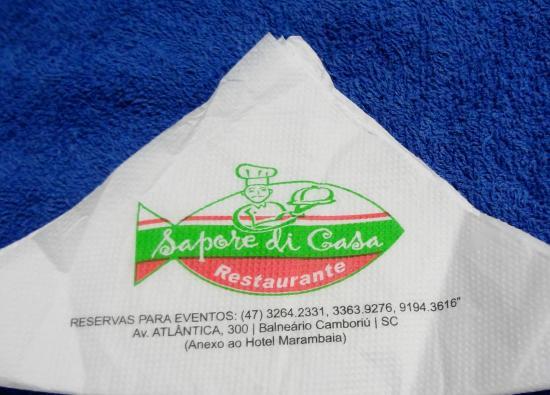 Sapore di Casa
Restaurante
RESERVAS PARA EVENTOS: (47) 3264.2331, 3363.9276, 9194.3616"
Av. ATLÂNTICA, 300 | Balneário Camboriú | SC
(Anexo ao Hotel Marambaia)